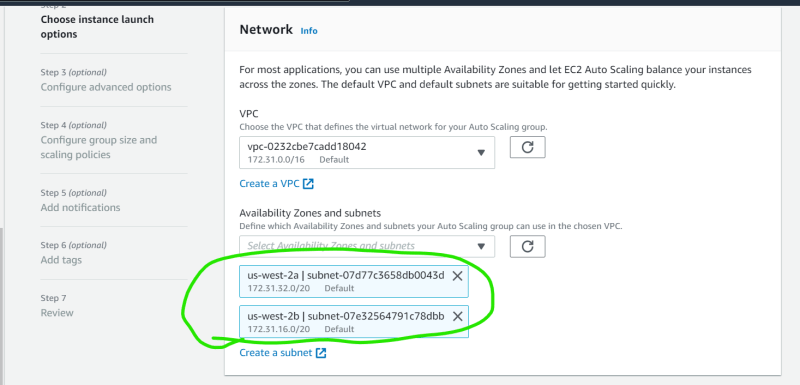 Step 2
Choose instance launch
options
Step 3 (optional)
Configure advanced options
Step 4 (optional)
Configure group size and
scaling policies
Step 5 (optional)
Add notifications
Step 6 (optional)
Add tags
Step 7
Review
Network Info
For most applications, you can use multiple Availability Zones and let EC2 Auto Scaling balance your instances
across the zones. The default VPC and default subnets are suitable for getting started quickly.
VPC
Choose the VPC that defines the virtual network for your Auto Scaling group.
vpc-0232cbe7cadd18042
172.31.0.0/16 Default
Create a VPC
Availability Zones and subnets
Define which Availability Zones and subnets your Auto Scaling group can use in the chosen VPC.
Select Availability Zones and subnets
us-west-2a | subnet-07d77c3658db0043d
172.31.32.0/20 Default
us-west-2b | subnet-07e32564791c78dbb
172.31.16.0/20 Default
Create a subnet